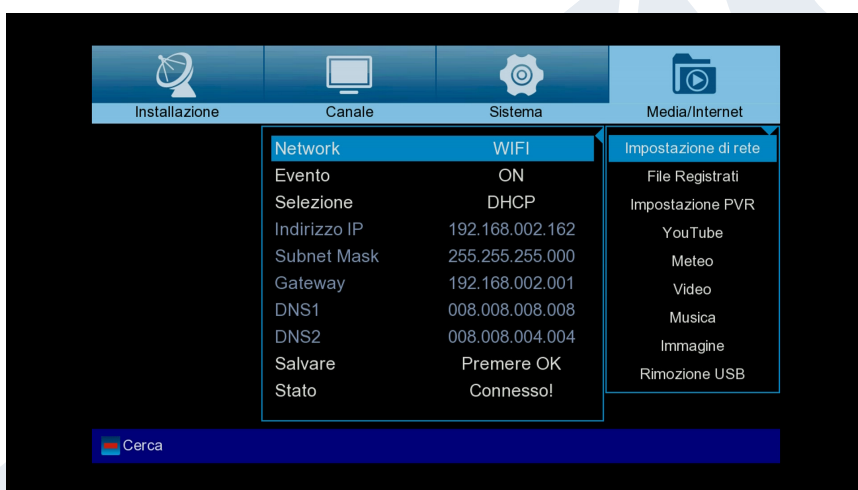 Installazione Canale Sistema Media/Internet
Network WIFI
Evento ON
Selezione DHCP
Indirizzo IP 192.168.002.162
Subnet Mask 255.255.255.000
Gateway 192.168.002.001
DNS1 008.008.008.008
DNS2 008.008.004.004
Salvare Premere OK
Stato Connesso!
Impostazione di rete
File Registrati
Impostazione PVR
YouTube
Meteo
Video
Musica
Immagine
Rimozione USB
Cerca